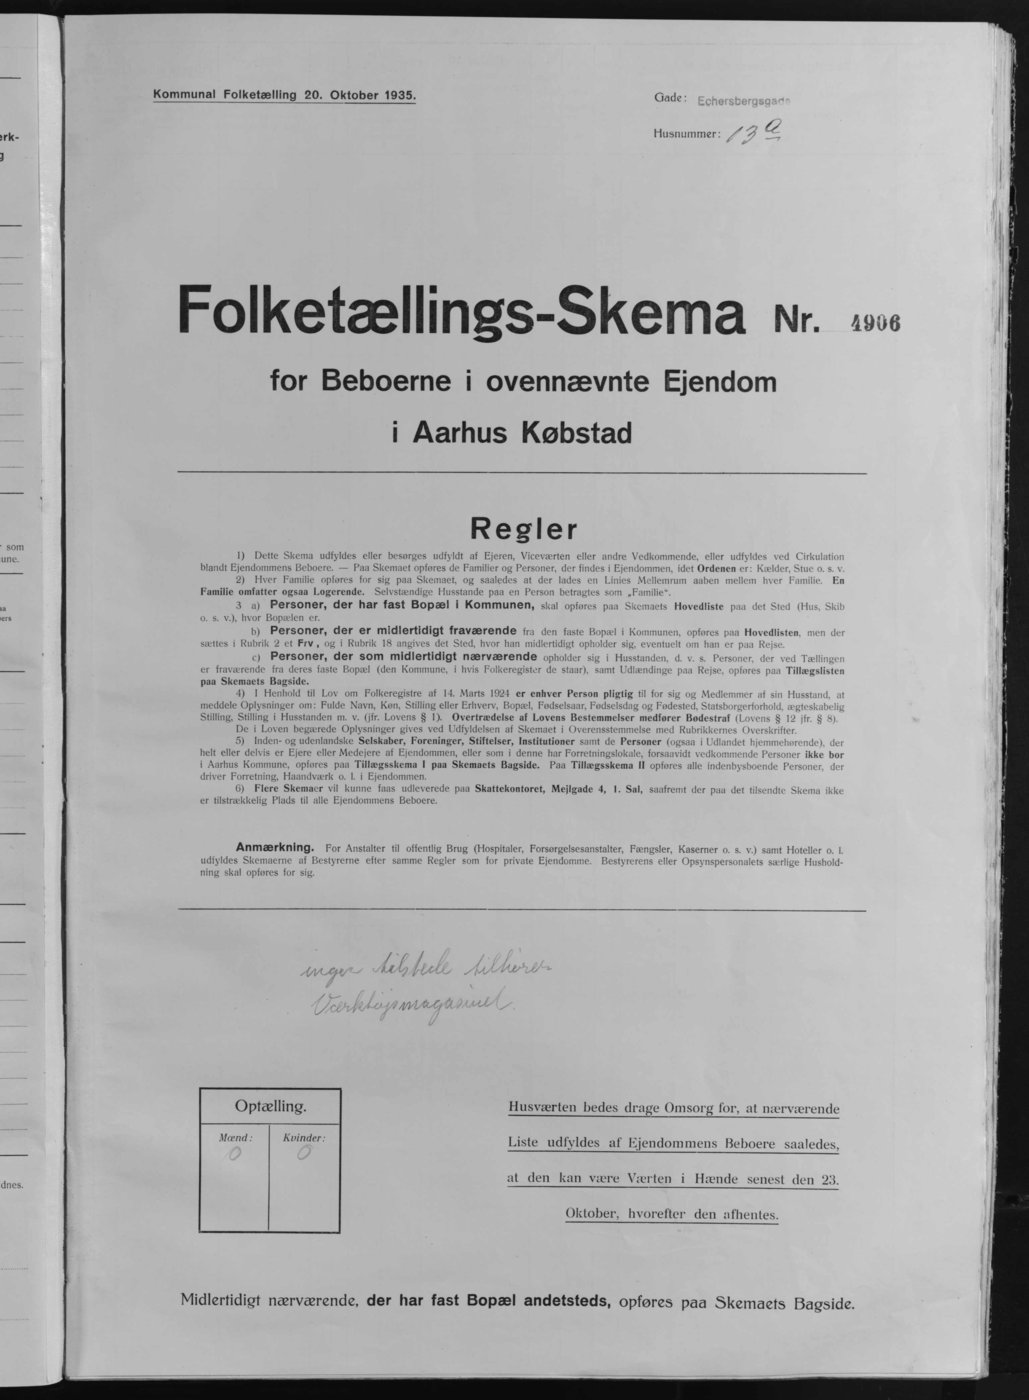 Kommunal Folketælling 20. Oktober 1935.
Gade: Echersbergsgade
Husnummer: 13 a
Folketællings-Skema Nr. 4906
for Beboerne i ovennævnte Ejendom
i Aarhus Købstad
Regler
1) Dette Skema udfyldes eller besørges udfyldt af Ejeren, Viceværten eller andre Vedkommende, eller udfyldes ved Cirkulation
blandt Ejendommens Beboere. — Paa Skemaet opføres de Familier og Personer, der findes i Ejendommen, idet Ordenen er: Kælder, Stue o. s. v.
2) Hver Familie opføres for sig paa Skemaet, og saaledes at der lades en Linies Mellemrum aaben mellem hver Familie. En
Familie omfatter ogsaa Logerende. Selvstændige Husstande paa en Person betragtes som „Familie“.
3 a) Personer, der har fast Bopæl i Kommunen, skal opføres paa Skemaets Hovedliste paa det Sted (Hus, Skib
o. s. v.), hvor Bopælen er.
b) Personer, der er midlertidigt fraværende fra den faste Bopæl i Kommunen, opføres paa Hovedlisten, men der
sættes i Rubrik 2 et Frv, og i Rubrik 18 angives det Sted, hvor han midlertidigt opholder sig, eventuelt om han er paa Rejse.
c) Personer, der som midlertidigt nærværende opholder sig i Husstanden, d. v. s. Personer, der ved Tællingen
er fraværende fra deres faste Bopæl (den Kommune, i hvis Folkeregister de staar), samt Udlændinge paa Rejse, opføres paa Tillægslisten
paa Skemaets Bagside.
4) I Henhold til Lov om Folkeregistre af 14. Marts 1924 er enhver Person pligtig til for sig og Medlemmer af sin Husstand, at
meddele Oplysninger om: Fulde Navn, Køn, Stilling eller Erhverv, Bopæl, Fødselsaar, Fødselsdag og Fødested, Statsborgerforhold, ægteskabelig
Stilling, Stilling i Husstanden m. v. (jfr. Lovens § 1). Overtrædelse af Lovens Bestemmelser medfører Bødestraf (Lovens § 12 jfr. § 8).
De i Loven begærede Oplysninger gives ved Udfyldelsen af Skemaet i Overensstemmelse med Rubrikkernes Overskrifter.
5) Inden- og udenlandske Selskaber, Foreninger, Stiftelser, Institutioner samt de Personer (ogsaa i Udlandet hjemmehørende), der
helt eller delvis er Ejere eller Medejere af Ejendommen, eller som i denne har Forretningslokale, forsaavidt vedkommende Personer ikke bor
i Aarhus Kommune, opføres paa Tillægsskema I paa Skemaets Bagside. Paa Tillægsskema II opføres alle indenbysboende Personer, der
driver Forretning, Haandværk o. l. i Ejendommen.
6) Flere Skemaer vil kunne faas udleverede paa Skattekontoret, Mejlgade 4, 1. Sal, saafremt der paa det tilsendte Skema ikke
er tilstrækkelig Plads til alle Ejendommens Beboere.
Anmærkning. For Anstalter til offentlig Brug (Hospitaler, Forsørgelsesanstalter, Fængsler, Kaserner o. s. v.) samt Hoteller o. l.
udfyldes Skemaerne af Bestyrerne efter samme Regler som for private Ejendomme. Bestyrerens eller Opsynspersonalets særlige Hushold-
ning skal opføres for sig.
ingen tilstede tilhører
Værktøjsmagasinet
Optælling.
Mænd: Kvinder:
0 0
Husværten bedes drage Omsorg for, at nærværende
Liste udfyldes af Ejendommens Beboere saaledes,
at den kan være Værten i Hænde senest den 23.
Oktober, hvorefter den afhentes.
Midlertidigt nærværende, der har fast Bopæl andetsteds, opføres paa Skemaets Bagside.